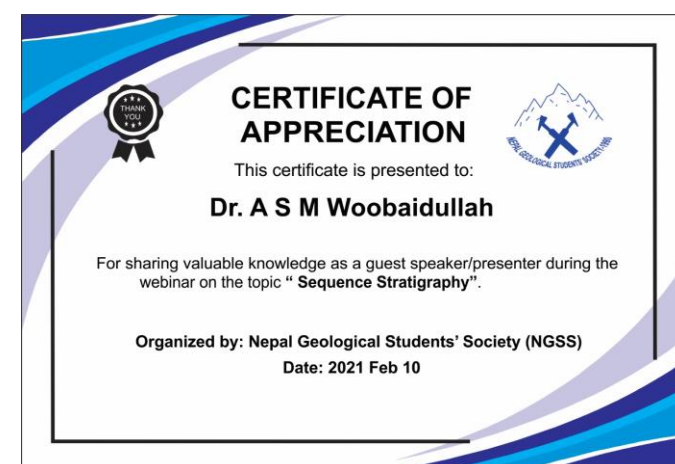 THANK
YOU
CERTIFICATE OF
APPRECIATION
NEPAL GEOLOGICAL STUDENTS' SOCIETY-1990
This certificate is presented to:
Dr. A S M Woobaidullah
For sharing valuable knowledge as a guest speaker/presenter during the
webinar on the topic “ Sequence Stratigraphy”.
Organized by: Nepal Geological Students’ Society (NGSS)
Date: 2021 Feb 10